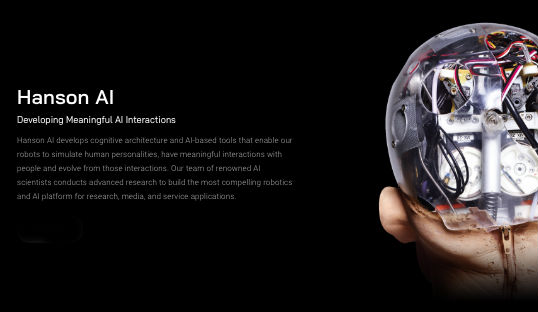 Hanson AI
Developing Meaningful AI Interactions
Hanson AI develops cognitive architecture and AI-based tools that enable our
robots to simulate human personalities, have meaningful interactions with
people and evolve from those interactions. Our team of renowned AI
scientists conducts advanced research to build the most compelling robotics
and AI platform for research, media, and service applications.